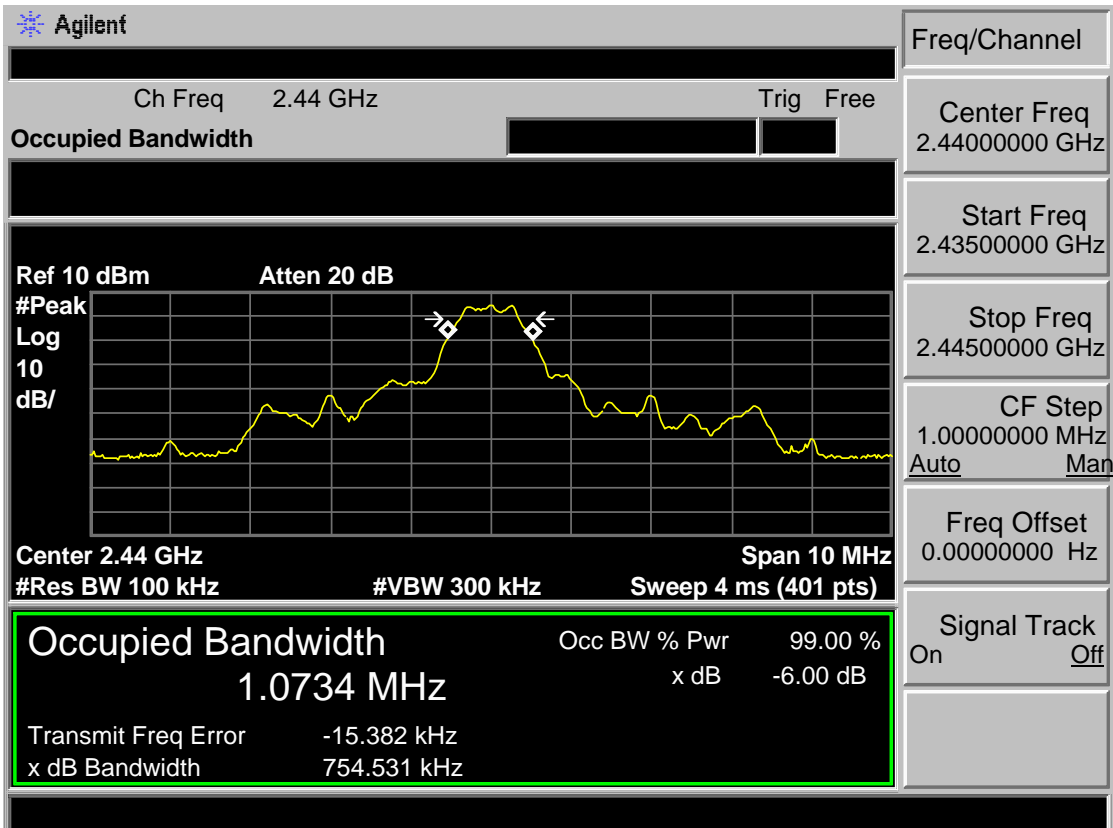 Agilent
Freq/Channel
Ch Freq 2.44 GHz Trig Free
Occupied Bandwidth
Center Freq
2.44000000 GHz
Start Freq
2.43500000 GHz
Ref 10 dBm Atten 20 dB
#Peak
Log
10
dB/
Stop Freq
2.44500000 GHz
CF Step
1.00000000 MHz
Auto Man
Freq Offset
0.00000000 Hz
Center 2.44 GHz Span 10 MHz
#Res BW 100 kHz #VBW 300 kHz Sweep 4 ms (401 pts)
Signal Track
On Off
Occupied Bandwidth
1.0734 MHz
Occ BW % Pwr 99.00 %
x dB -6.00 dB
Transmit Freq Error -15.382 kHz
x dB Bandwidth 754.531 kHz